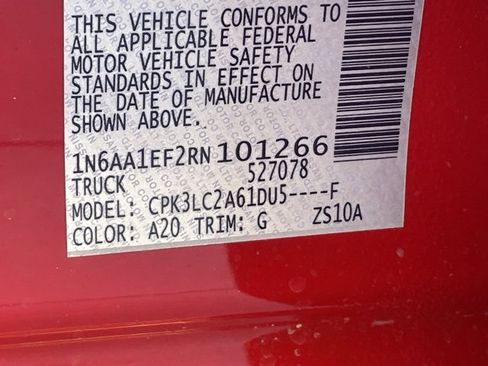 THIS VEHICLE CONFORMS TO
ALL APPLICABLE FEDERAL
MOTOR VEHICLE SAFETY
STANDARDS IN EFFECT ON
THE DATE OF MANUFACTURE
SHOWN ABOVE.
1N6AA1EF2RN101266
TRUCK 527078
MODEL: CPK3LC2A61DU5----F
COLOR: A20 TRIM: G ZS10A